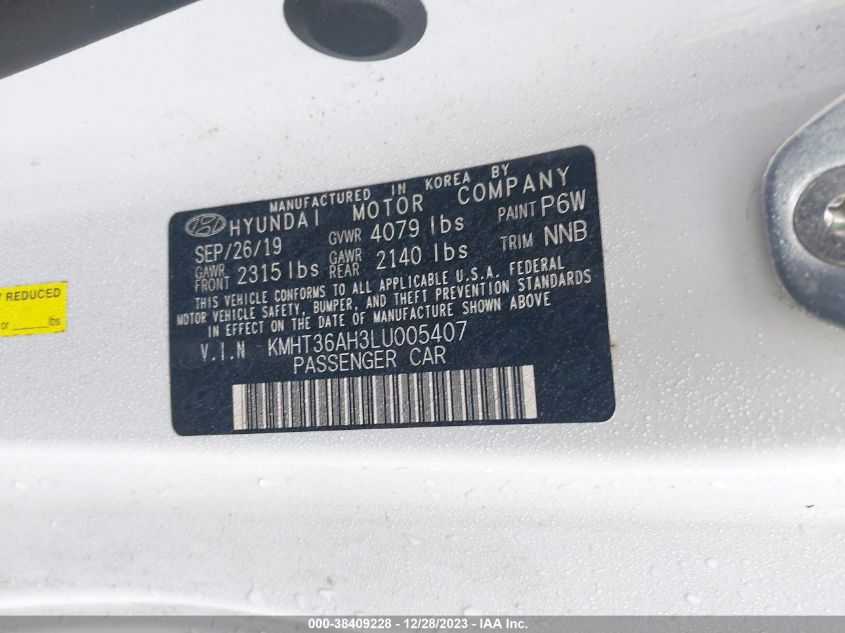 MANUFACTURED IN KOREA BY
HYUNDAI MOTOR COMPANY
SEP/26/19 GVWR 4079 lbs PAINT P6W
GAWR FRONT 2315 lbs GAWR REAR 2140 lbs TRIM NNB
THIS VEHICLE CONFORMS TO ALL APPLICABLE U.S.A. FEDERAL
MOTOR VEHICLE SAFETY, BUMPER, AND THEFT PREVENTION STANDARDS
IN EFFECT ON THE DATE OF MANUFACTURE SHOWN ABOVE
V.I.N KMHT36AH3LU005407
PASSENGER CAR
REDUCED
or ____ lbs
000-38409228 - 12/28/2023 - IAA Inc.